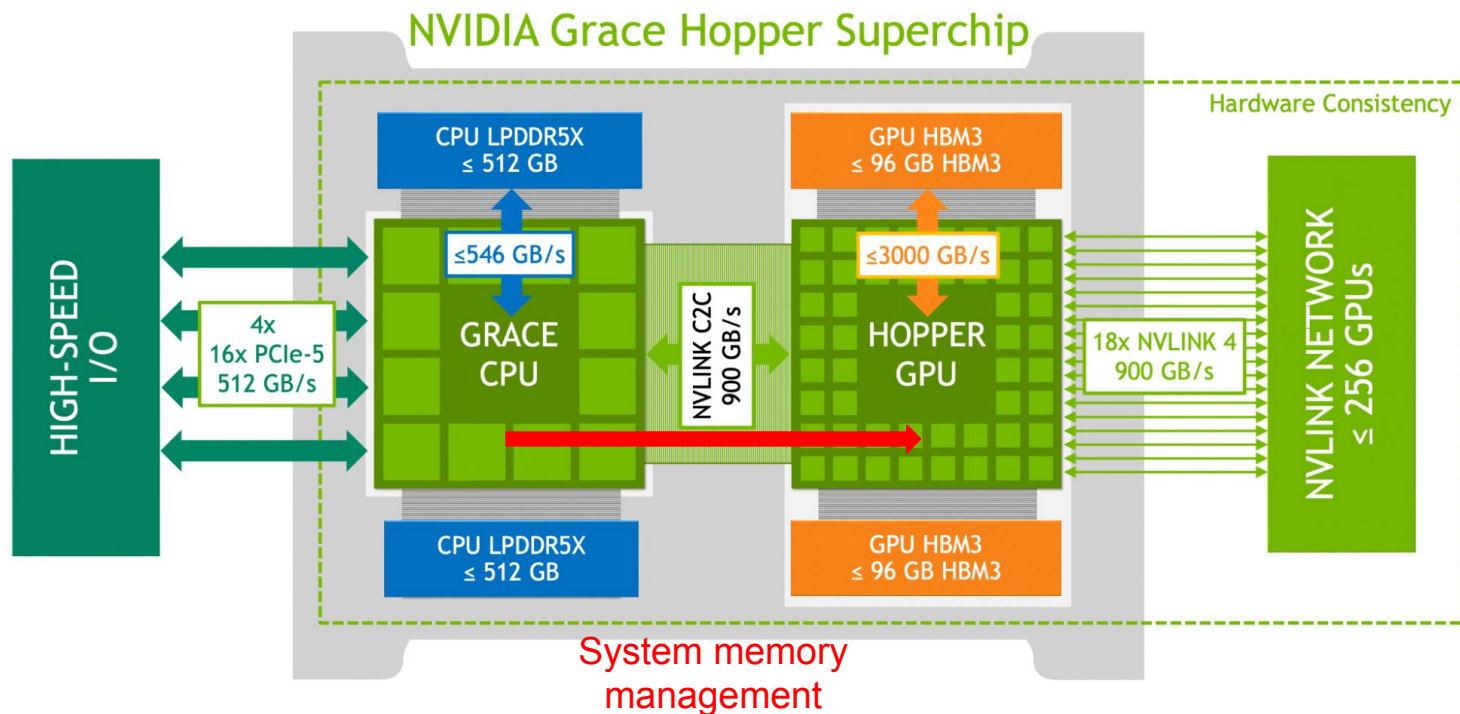 NVIDIA Grace Hopper Superchip
Hardware Consistency
HIGH-SPEED
I/O
4x
16x PCIe-5
512 GB/s
CPU LPDDR5X
≤ 512 GB
≤546 GB/s
GRACE
CPU
CPU LPDDR5X
≤ 512 GB
NVLINK C2C
900 GB/s
GPU HBM3
≤ 96 GB HBM3
≤3000 GB/s
HOPPER
GPU
GPU HBM3
≤ 96 GB HBM3
18x NVLINK 4
900 GB/s
NVLINK NETWORK
≤ 256 GPUs
System memory
management